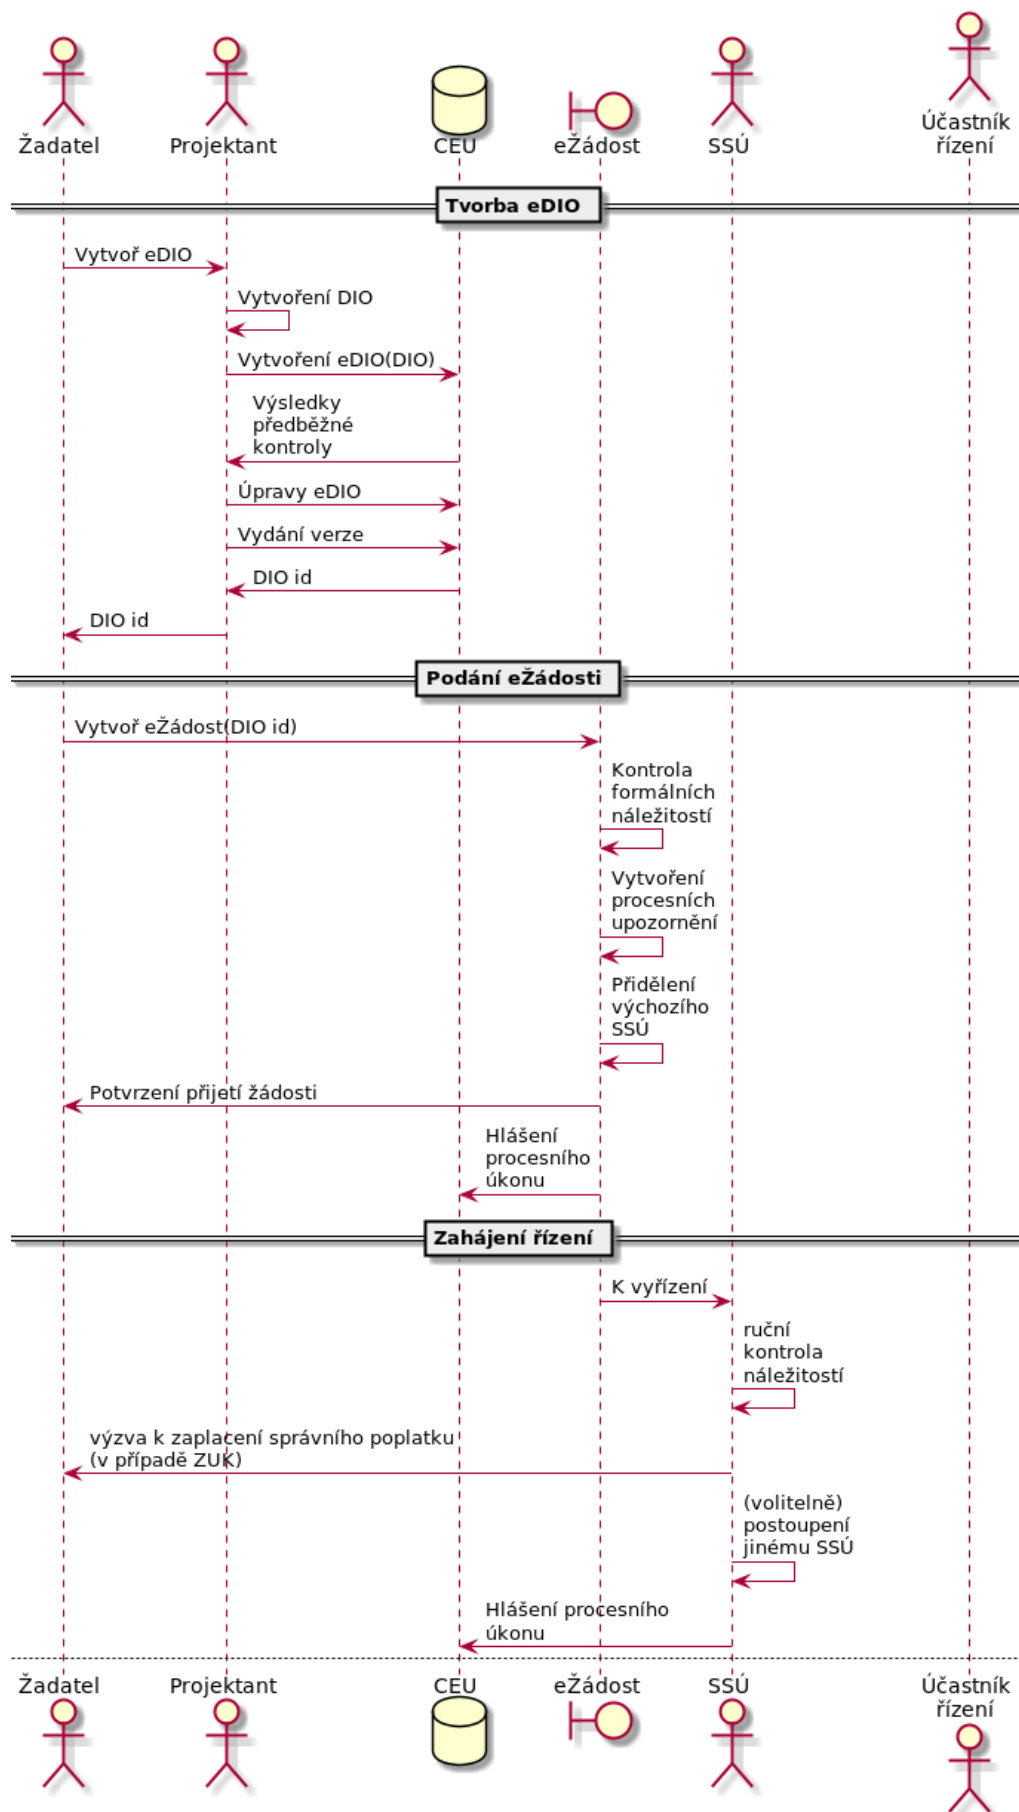 Žadatel
Projektant
CEU
eŽádost
SSÚ
Účastník
řízení
Tvorba eDIO
Vytvoř eDIO
Vytvoření DIO
Vytvoření eDIO(DIO)
Výsledky
předběžné
kontroly
Úpravy eDIO
Vydání verze
DIO id
DIO id
Podání eŽádosti
Vytvoř eŽádost(DIO id)
Kontrola
formálních
náležitostí
Vytvoření
procesních
upozornění
Přidělení
výchozího
SSÚ
Potvrzení přijetí žádosti
Hlášení
procesního
úkonu
Zahájení řízení
K vyřízení
ruční
kontrola
náležitostí
výzva k zaplacení správního poplatku
(v případě ZUK)
(volitelně)
postoupení
jinému SSÚ
Hlášení procesního
úkonu
Žadatel
Projektant
CEU
eŽádost
SSÚ
Účastník
řízení